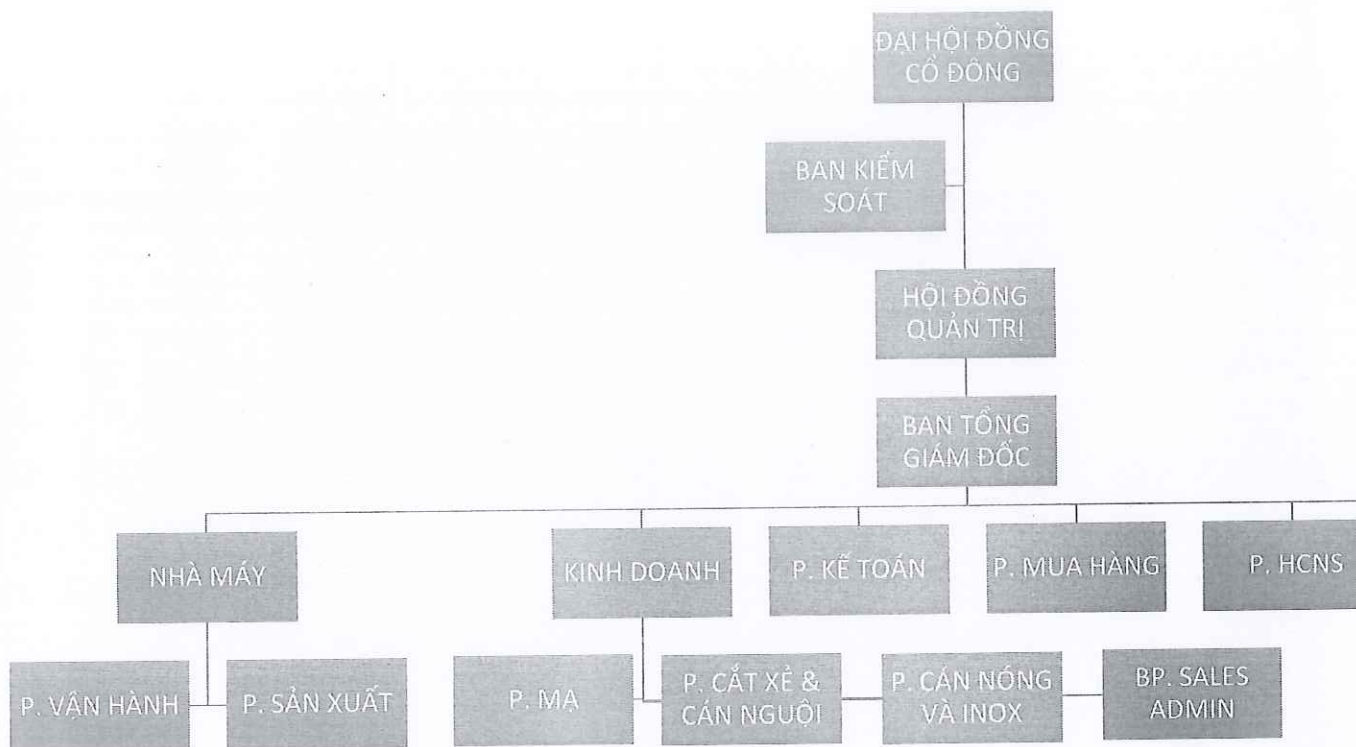 ĐẠI HỘI ĐỒNG
CỔ ĐÔNG
BAN KIỂM
SOÁT
HỘI ĐỒNG
QUẢN TRỊ
BAN TỔNG
GIÁM ĐỐC
NHÀ MÁY
KINH DOANH
P. KẾ TOÁN
P. MUA HÀNG
P. HCNS
P. VẬN HÀNH
P. SẢN XUẤT
P. MẠ
P. CẮT XẺ &
CÁN NGUỘI
P. CÁN NÓNG
VÀ INOX
BP. SALES
ADMIN